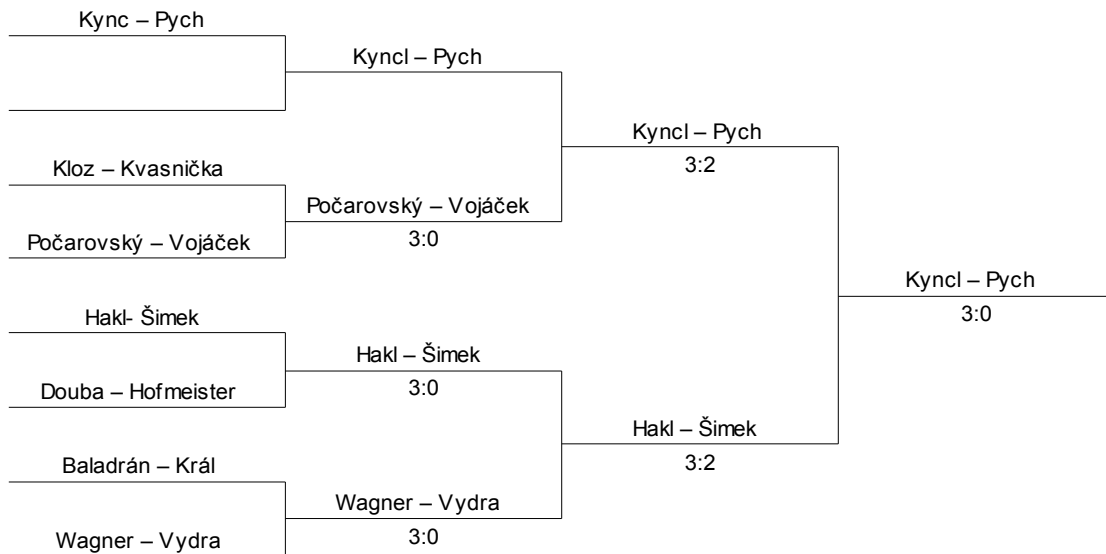 Kync – Pych
Kyncl – Pych
Kyncl – Pych
3:2
Kloz – Kvasnička
Počarovský – Vojáček
3:0
Počarovský – Vojáček
Kyncl – Pych
3:0
Hakl- Šimek
Hakl – Šimek
3:0
Douba – Hofmeister
Hakl – Šimek
3:2
Baladrán – Král
Wagner – Vydra
3:0
Wagner – Vydra